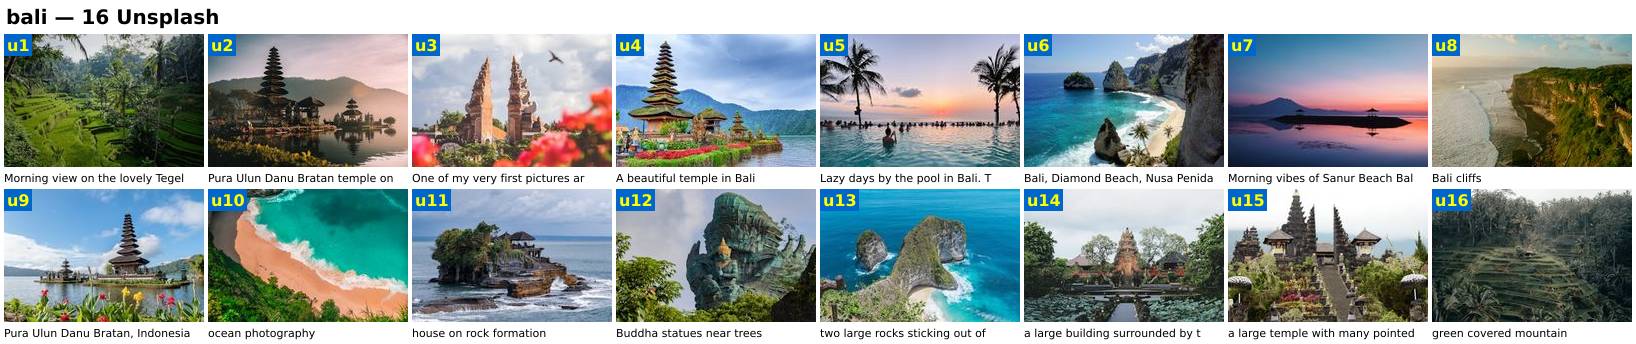 bali — 16 Unsplash
u1
u2
u3
u4
u5
u6
u7
u8
Morning view on the lovely Tegel
Pura Ulun Danu Bratan temple on
One of my very first pictures ar
A beautiful temple in Bali
Lazy days by the pool in Bali. T
Bali, Diamond Beach, Nusa Penida
Morning vibes of Sanur Beach Bal
Bali cliffs
u9
u10
u11
u12
u13
u14
u15
u16
Pura Ulun Danu Bratan, Indonesia
ocean photography
house on rock formation
Buddha statues near trees
two large rocks sticking out of
a large building surrounded by t
a large temple with many pointed
green covered mountain